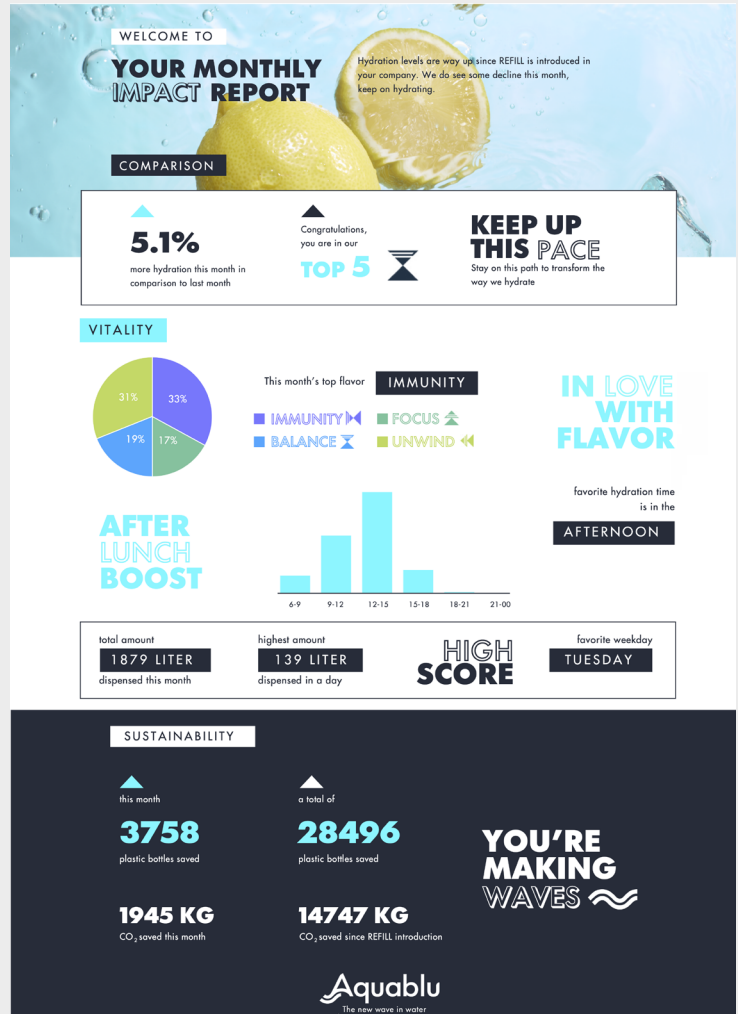 WELCOME TO
YOUR MONTHLY
IMPACT REPORT
Hydration levels are way up since REFILL is introduced in
your company. We do see some decline this month,
keep on hydrating.
COMPARISON
5.1%
more hydration this month in
comparison to last month
Congratulations,
you are in our
TOP 5
KEEP UP
THIS PACE
Stay on this path to transform the
way we hydrate
VITALITY
31%
33%
19%
17%
This month's top flavor
IMMUNITY
IMMUNITY
FOCUS
BALANCE
UNWIND
IN LOVE
WITH
FLAVOR
favorite hydration time
is in the
AFTERNOON
AFTER
LUNCH
BOOST
6-9
9-12
12-15
15-18
18-21
21-00
total amount
1879 LITER
dispensed this month
highest amount
139 LITER
dispensed in a day
HIGH
SCORE
favorite weekday
TUESDAY
SUSTAINABILITY
this month
3758
plastic bottles saved
a total of
28496
plastic bottles saved
YOU'RE
MAKING
WAVES
1945 KG
CO2 saved this month
14747 KG
CO2 saved since REFILL introduction
Aquablu
The new wave in water